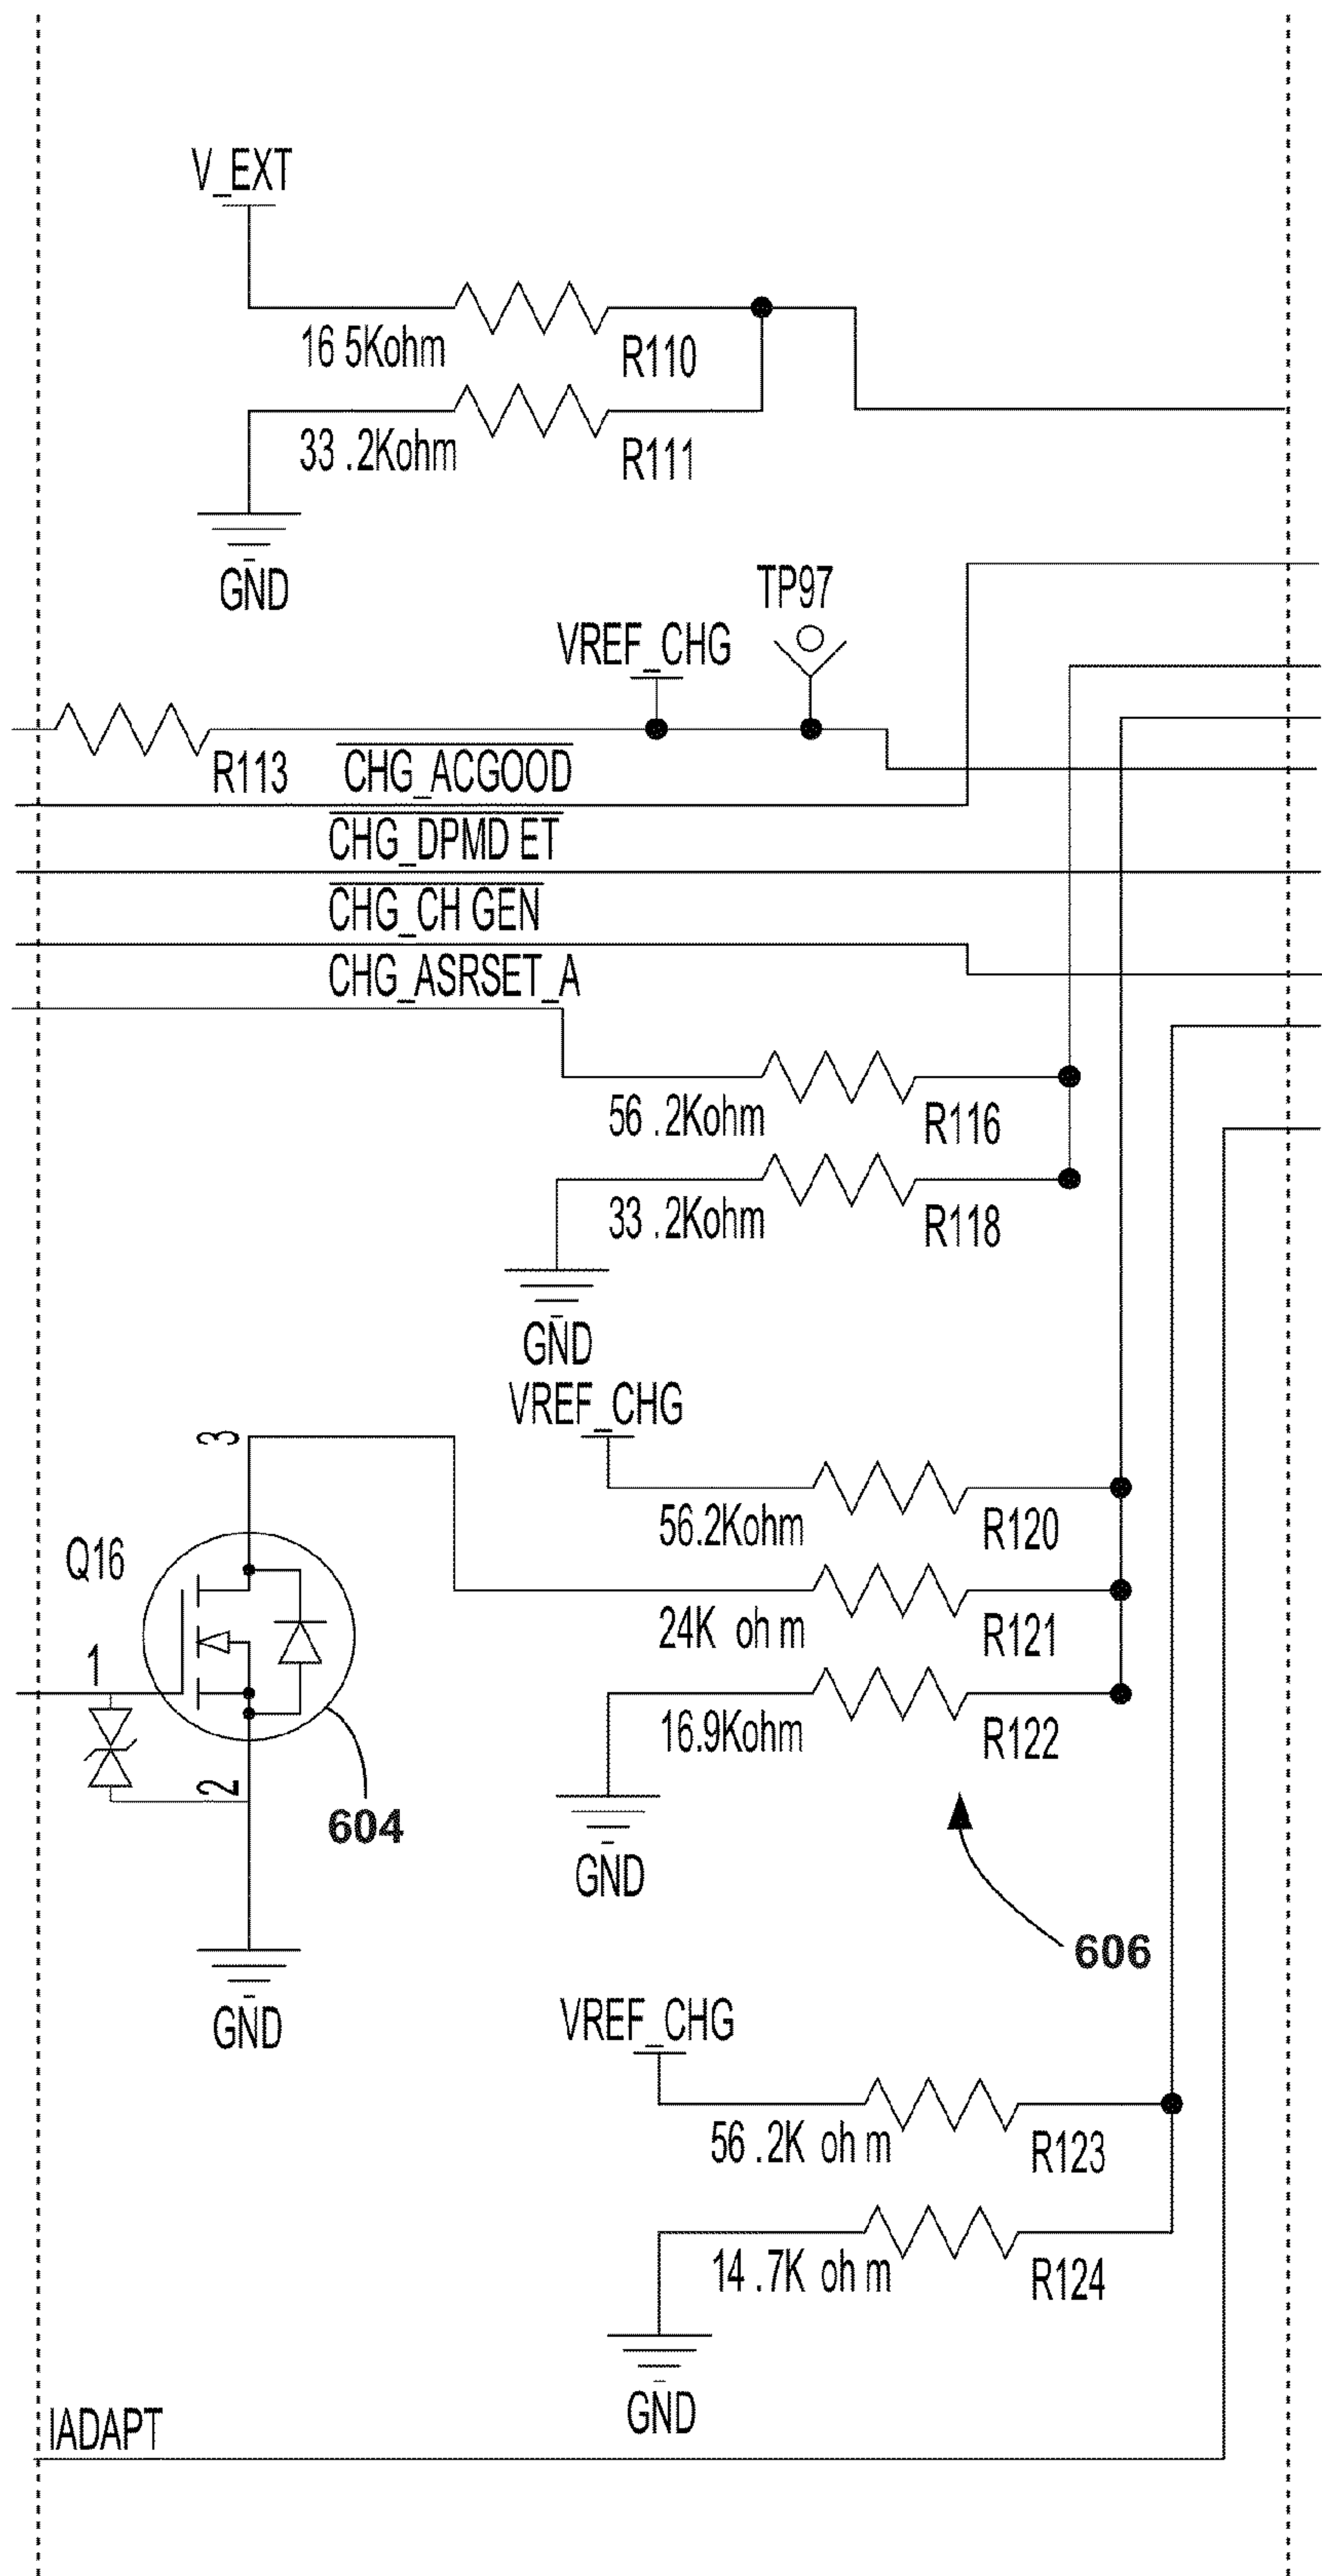 V_EXT
16 5Kohm
R110
33 .2Kohm
R111
GND
TP97
VREF_CHG
R113
CHG_ACGOOD
CHG_DPMD ET
CHG_CH GEN
CHG_ASRSET_A
56 .2Kohm
R116
33 .2Kohm
R118
GND
VREF_CHG
3
56.2Kohm
R120
Q16
24K oh m
R121
1
16.9Kohm
R122
2
604
GND
606
GND
VREF_CHG
56 .2K oh m
R123
14 .7K oh m
R124
GND
IADAPT